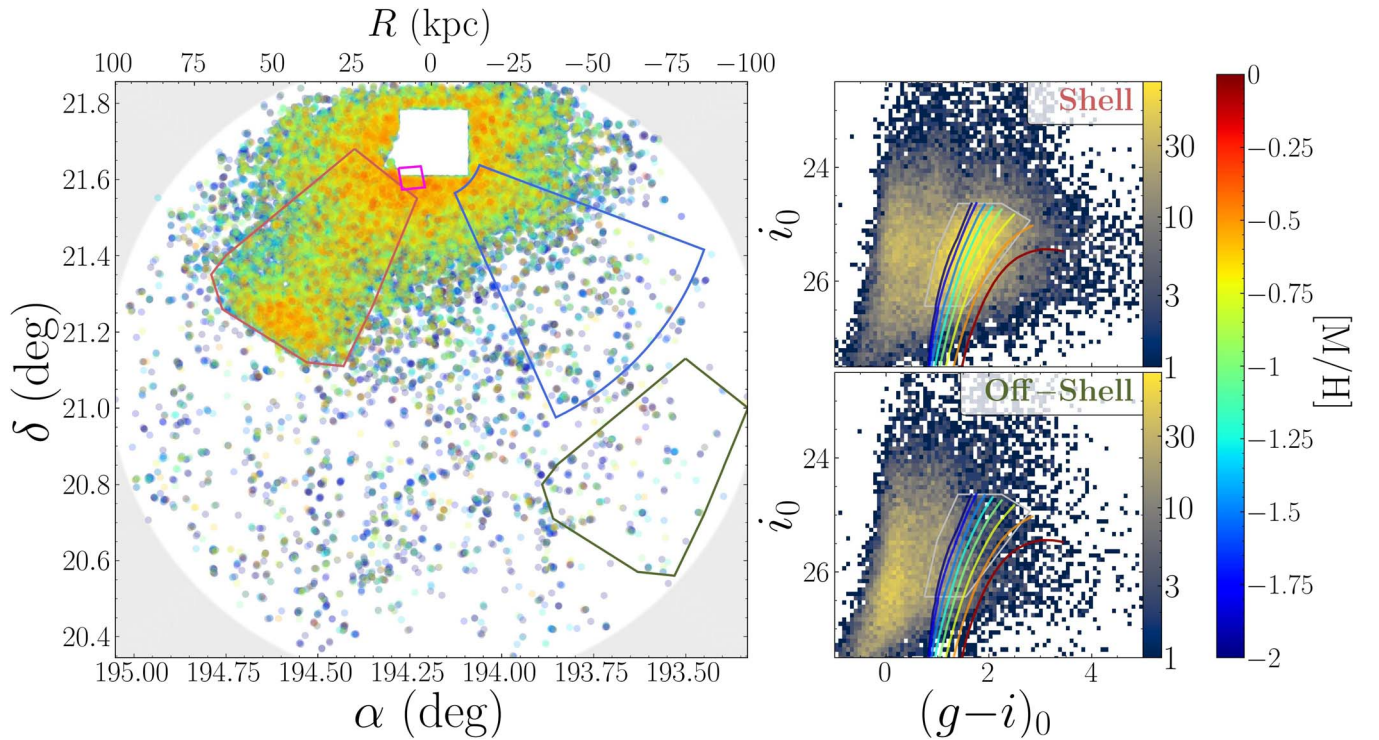 R (kpc)
100 75 50 25 0 −25 −50 −75 −100
21.8
21.6
21.4
21.2
21.0
20.8
20.6
20.4
δ (deg)
195.00 194.75 194.50 194.25 194.00 193.75 193.50
α (deg)
Shell
24
26
i₀
30
10
3
1
Off−Shell
24
26
i₀
1
30
10
3
1
0 2 4
(g−i)₀
0
−0.25
−0.5
−0.75
−1
−1.25
−1.5
−1.75
−2
[M/H]